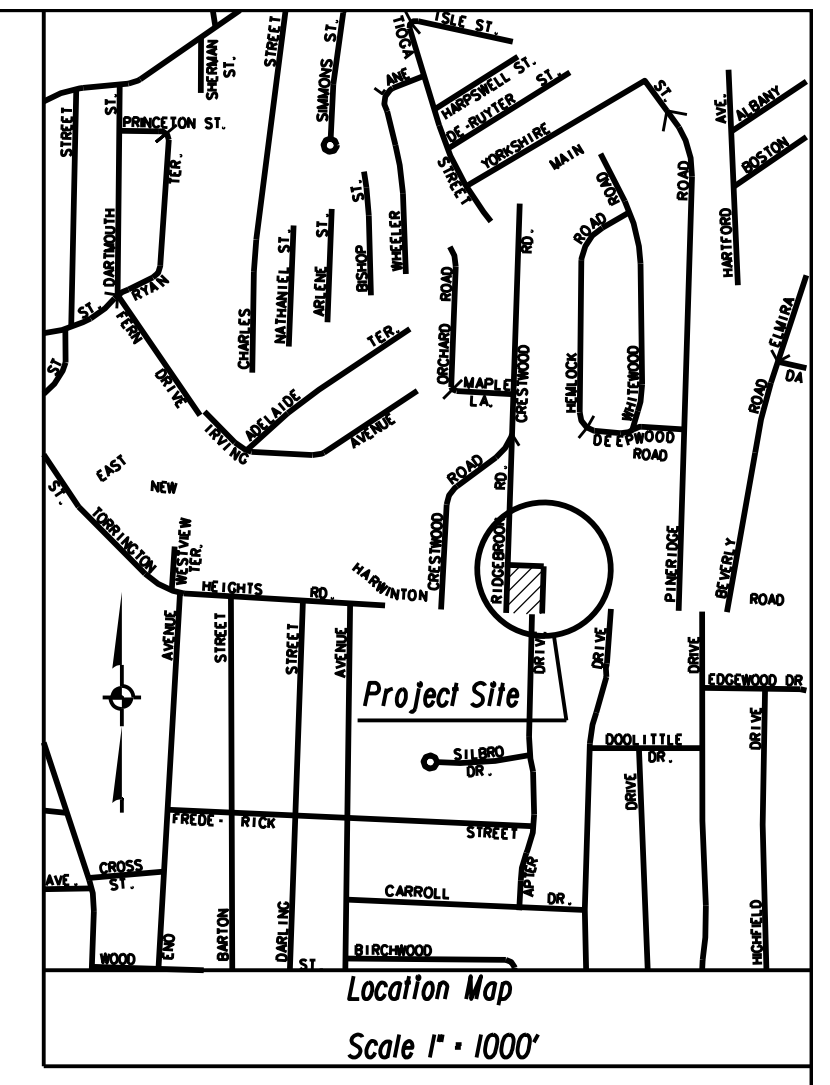 ISLE ST.
TIOGA
STREET
SHERMAN
ST.
STREET
SIMMONS ST.
LANE
HARPSWELL ST.
DE-RUYTER ST.
YORKSHIRE
ST.
MAIN
AVE.
ALBANY
BOSTON
HARTFORD
STREET
ST.
PRINCETON ST.
TER.
DARTMOUTH
RYAN
ST.
FERN
DRIVE
ST
CHARLES
NATHANIEL ST.
ARLENE ST.
BISHOP ST.
WHEELER
ORCHARD ROAD
RD.
CRESTWOOD
MAPLE
LA.
ROAD
ROAD
HEMLOCK
WHITEWOOD
DEEPWOOD
ROAD
ROAD
PINERIDGE
ELMIRA
DA
ROAD
BEVERLY
ROAD
TER.
ADELAIDE
IRVING
AVENUE
EAST
NEW
ST.
TORRINGTON
WESTVIEW
TER.
HEIGHTS RD.
HARWINTON
ROAD
CRESTWOOD
RD.
RIDGEBROOK
AVENUE
STREET
STREET
AVENUE
DRIVE
DRIVE
DRIVE
Project Site
EDGEWOOD DR
DRIVE
SILBRO
DR.
DOOLITTLE
DR.
DRIVE
FREDE- RICK
STREET
CROSS
ST.
AVE.
APTER
CARROLL DR.
BIRCHWOOD
WOOD
ENO
BARTON
DARLING
ST.
HIGHFIELD
Location Map
Scale 1" = 1000'